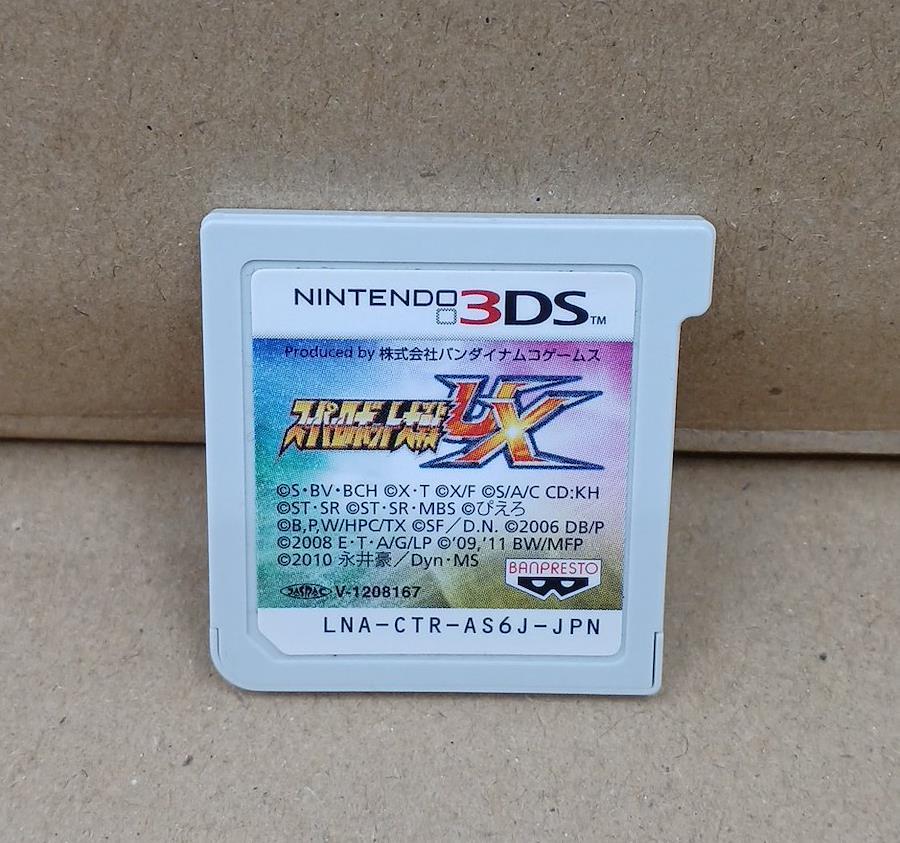 NINTENDO 3DS™
Produced by 株式会社バンダイナムコゲームス
スーパーロボット大戦 UX
©S・BV・BCH ©X・T ©X/F ©S/A/C CD:KH
©ST・SR ©ST・SR・MBS ©ぴえろ
©B,P,W/HPC/TX ©SF／D.N. ©2006 DB/P
©2008 E・T・A/G/LP ©'09,'11 BW/MFP
©2010 永井豪／Dyn・MS
BANPRESTO
JASRAC V-1208167
LNA-CTR-AS6J-JPN